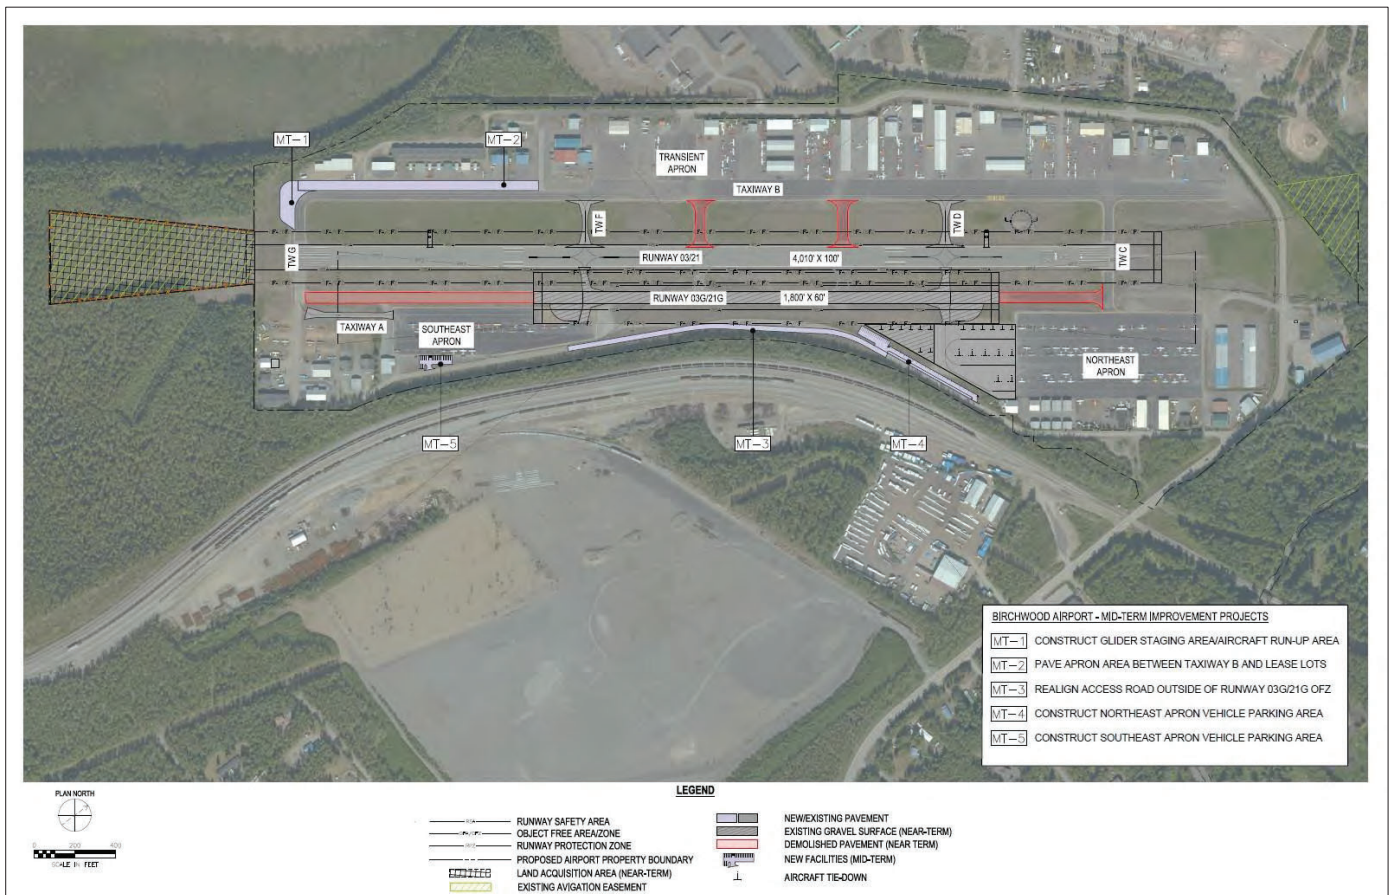 MT-1
MT-2
TRANSIENT
APRON
TAXIWAY B
TW F
TW D
TW G
RUNWAY 03/21
4,010' X 100'
TW C
RUNWAY 03G/21G
1,800' X 60'
TAXIWAY A
SOUTHEAST
APRON
NORTHEAST
APRON
MT-5
MT-3
MT-4
BIRCHWOOD AIRPORT - MID-TERM IMPROVEMENT PROJECTS
MT-1 CONSTRUCT GLIDER STAGING AREA/AIRCRAFT RUN-UP AREA
MT-2 PAVE APRON AREA BETWEEN TAXIWAY B AND LEASE LOTS
MT-3 REALIGN ACCESS ROAD OUTSIDE OF RUNWAY 03G/21G OFZ
MT-4 CONSTRUCT NORTHEAST APRON VEHICLE PARKING AREA
MT-5 CONSTRUCT SOUTHEAST APRON VEHICLE PARKING AREA
PLAN NORTH
0 200 400
SCALE IN FEET
LEGEND
RUNWAY SAFETY AREA
OBJECT FREE AREA/ZONE
RUNWAY PROTECTION ZONE
PROPOSED AIRPORT PROPERTY BOUNDARY
LAND ACQUISITION AREA (NEAR-TERM)
EXISTING AVIGATION EASEMENT
NEW/EXISTING PAVEMENT
EXISTING GRAVEL SURFACE (NEAR-TERM)
DEMOLISHED PAVEMENT (NEAR TERM)
NEW FACILITIES (MID-TERM)
AIRCRAFT TIE-DOWN